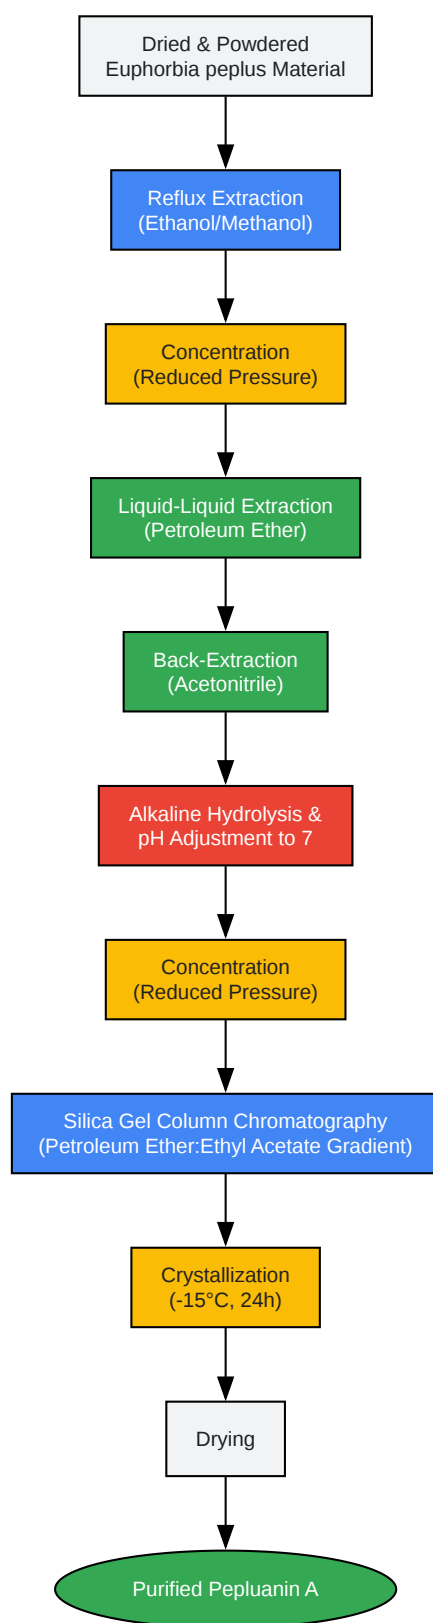 Dried & Powdered
Euphorbia peplus Material
Reflux Extraction
(Ethanol/Methanol)
Concentration
(Reduced Pressure)
Liquid-Liquid Extraction
(Petroleum Ether)
Back-Extraction
(Acetonitrile)
Alkaline Hydrolysis &
pH Adjustment to 7
Concentration
(Reduced Pressure)
Silica Gel Column Chromatography
(Petroleum Ether:Ethyl Acetate Gradient)
Crystallization
(-15°C, 24h)
Drying
Purified Pepluanin A